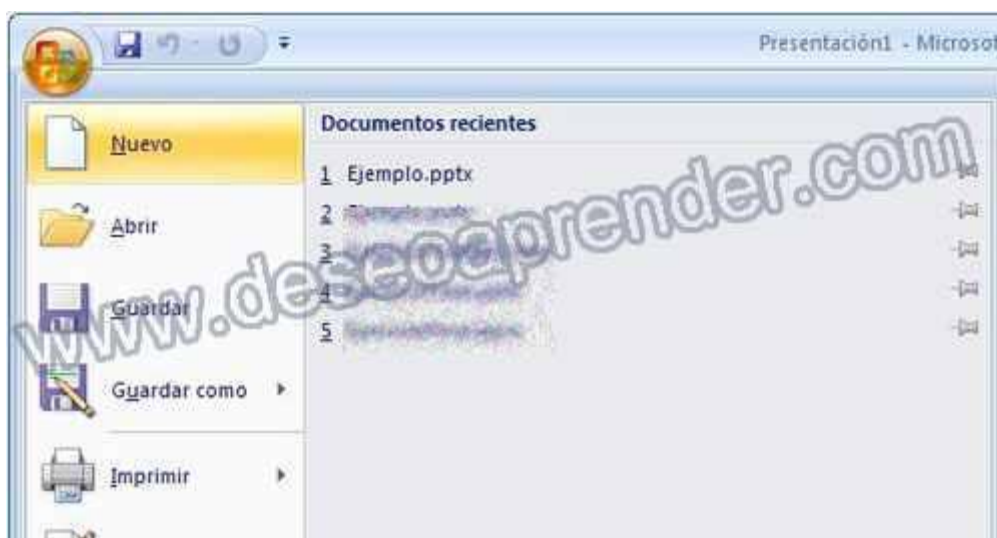 Presentación1 - Microsof
Nuevo
Abrir
Guardar
Guardar como
Imprimir
Documentos recientes
1 Ejemplo.pptx
2
3
4
5
www.deseoaprender.com